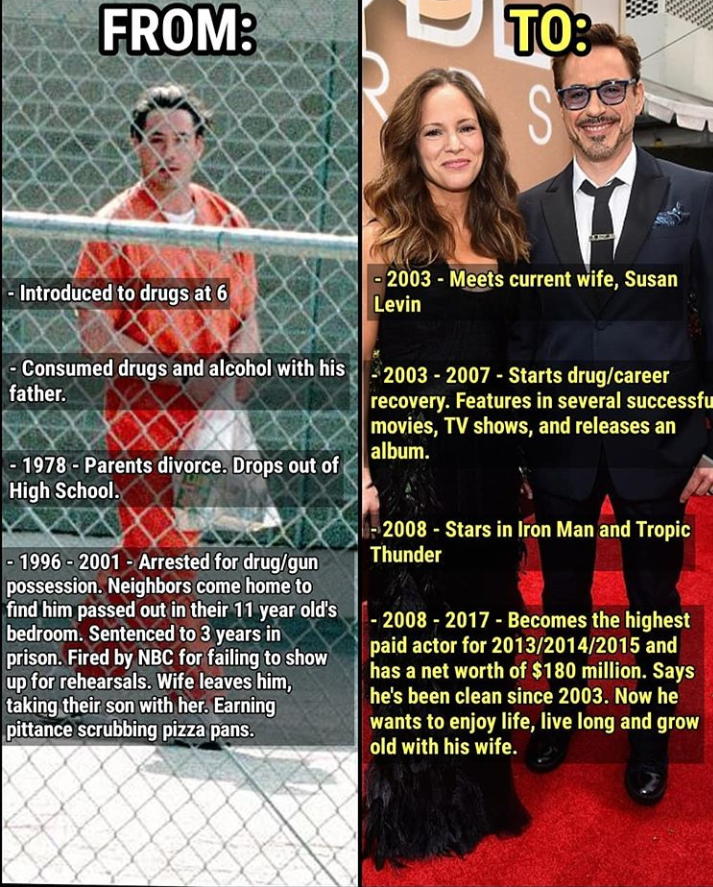 FROM:
- Introduced to drugs at 6
- Consumed drugs and alcohol with his
father.
- 1978 - Parents divorce. Drops out of
High School.
- 1996 - 2001 - Arrested for drug/gun
possession. Neighbors come home to
find him passed out in their 11 year old's
bedroom. Sentenced to 3 years in
prison. Fired by NBC for failing to show
up for rehearsals. Wife leaves him,
taking their son with her. Earning
pittance scrubbing pizza pans.
TO:
R D S
- 2003 - Meets current wife, Susan
Levin
- 2003 - 2007 - Starts drug/career
recovery. Features in several successfu
movies, TV shows, and releases an
album.
- 2008 - Stars in Iron Man and Tropic
Thunder
- 2008 - 2017 - Becomes the highest
paid actor for 2013/2014/2015 and
has a net worth of $180 million. Says
he's been clean since 2003. Now he
wants to enjoy life, live long and grow
old with his wife.